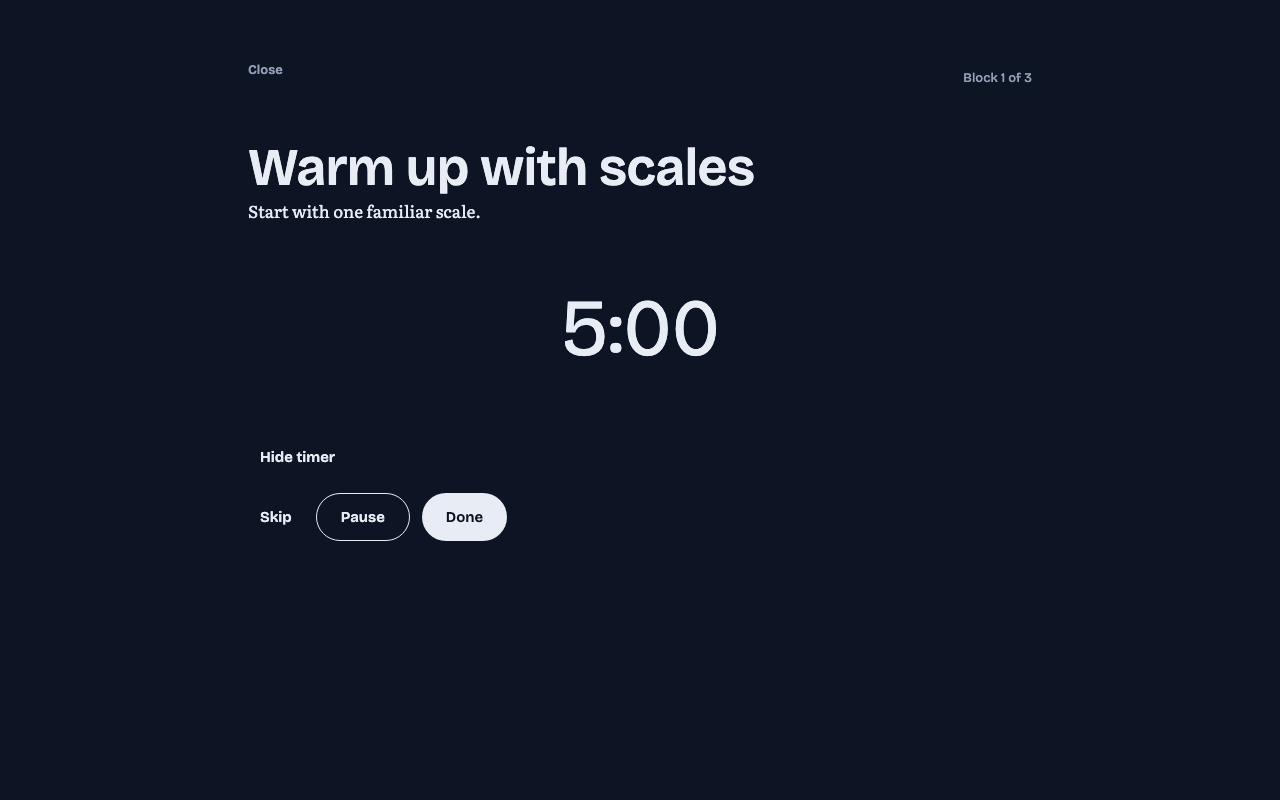 Close
Block 1 of 3
Warm up with scales
Start with one familiar scale.
5:00
Hide timer
Skip Pause Done